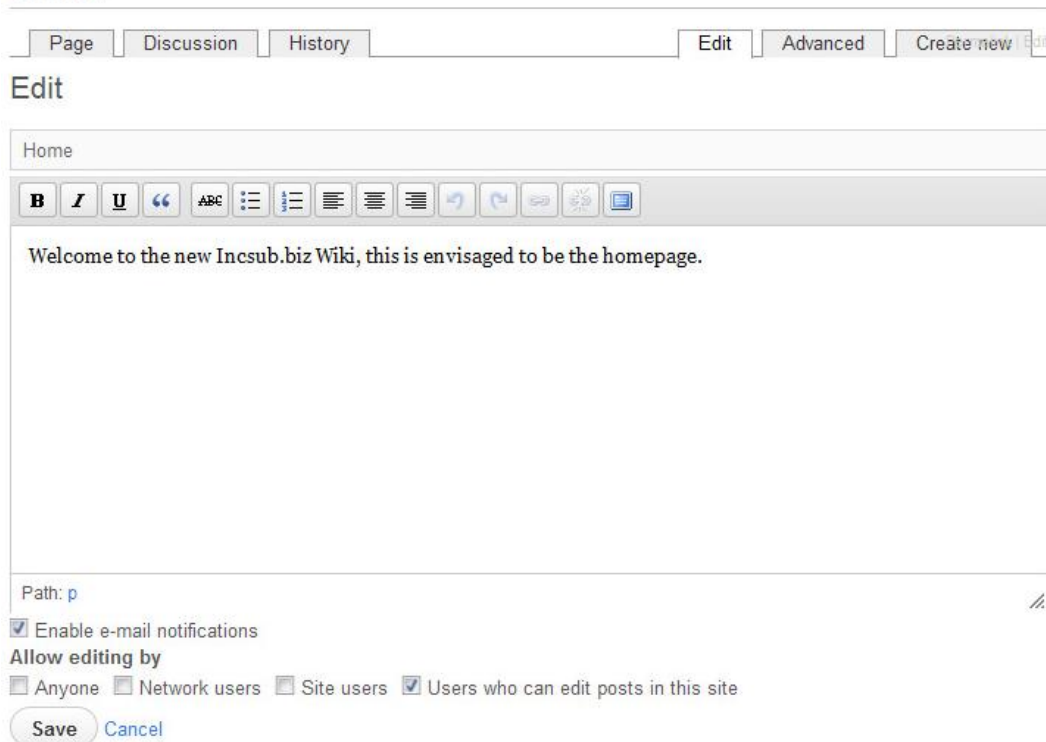 Page Discussion History Edit Advanced Create new
Edit
Home
B I U ABC
Welcome to the new Incsub.biz Wiki, this is envisaged to be the homepage.
Path: p
Enable e-mail notifications
Allow editing by
Anyone Network users Site users Users who can edit posts in this site
Save Cancel